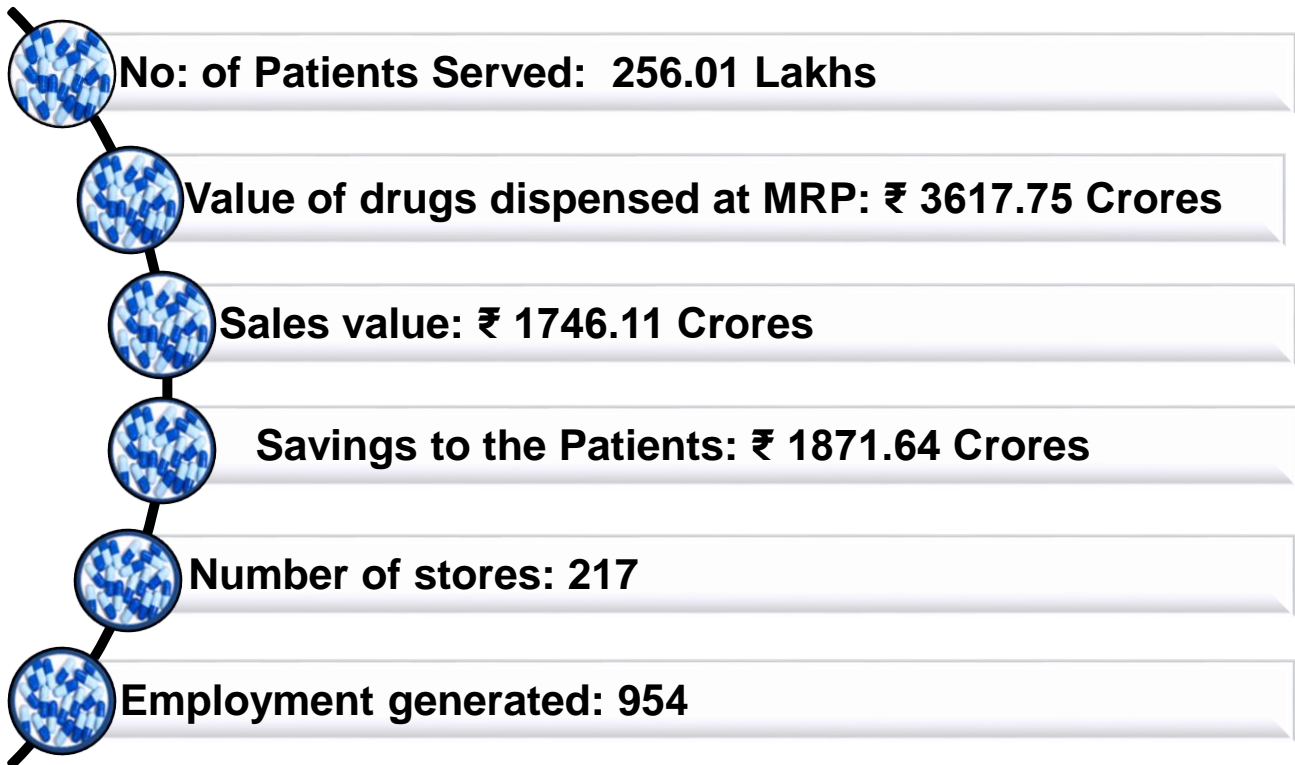 No: of Patients Served: 256.01 Lakhs
Value of drugs dispensed at MRP: ₹ 3617.75 Crores
Sales value: ₹ 1746.11 Crores
Savings to the Patients: ₹ 1871.64 Crores
Number of stores: 217
Employment generated: 954